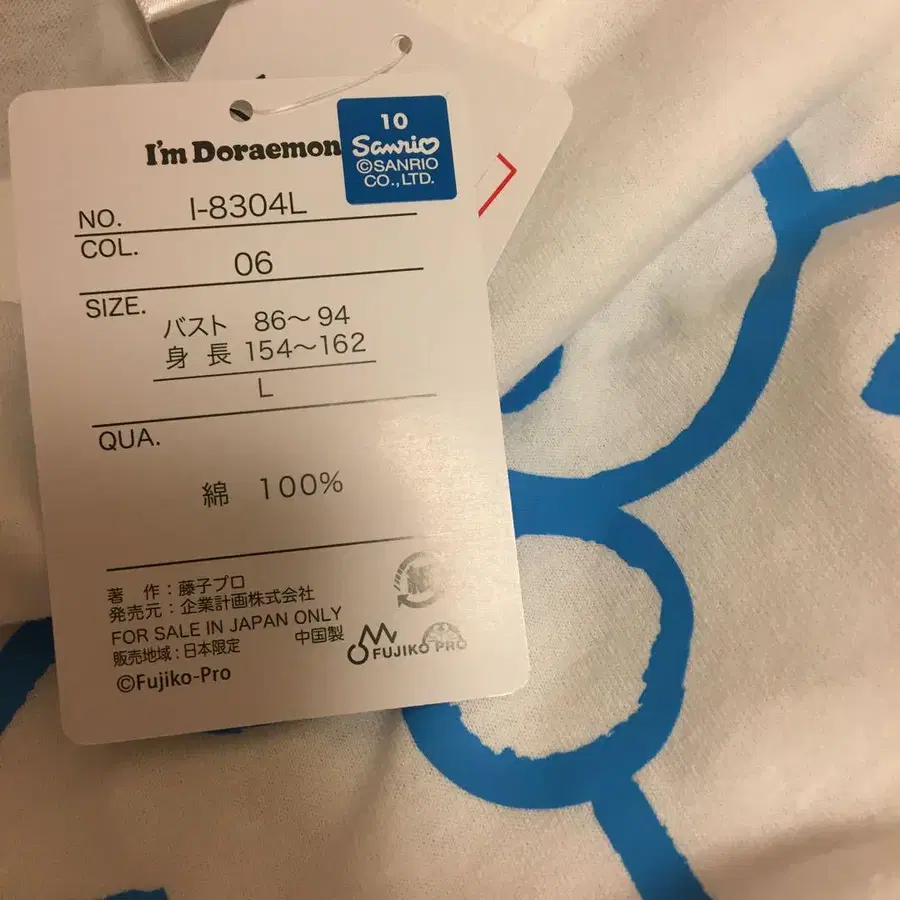 I'm Doraemon
10
Sanrio
©SANRIO
CO., LTD.
NO. I-8304L
COL.
06
SIZE.
バスト 86～94
身 長 154～162
L
QUA.
綿 100%
紙
著 作：藤子プロ
発売元：企業計画株式会社
FOR SALE IN JAPAN ONLY
販売地域：日本限定
中国製
FUJIKO PRO
©Fujiko-Pro